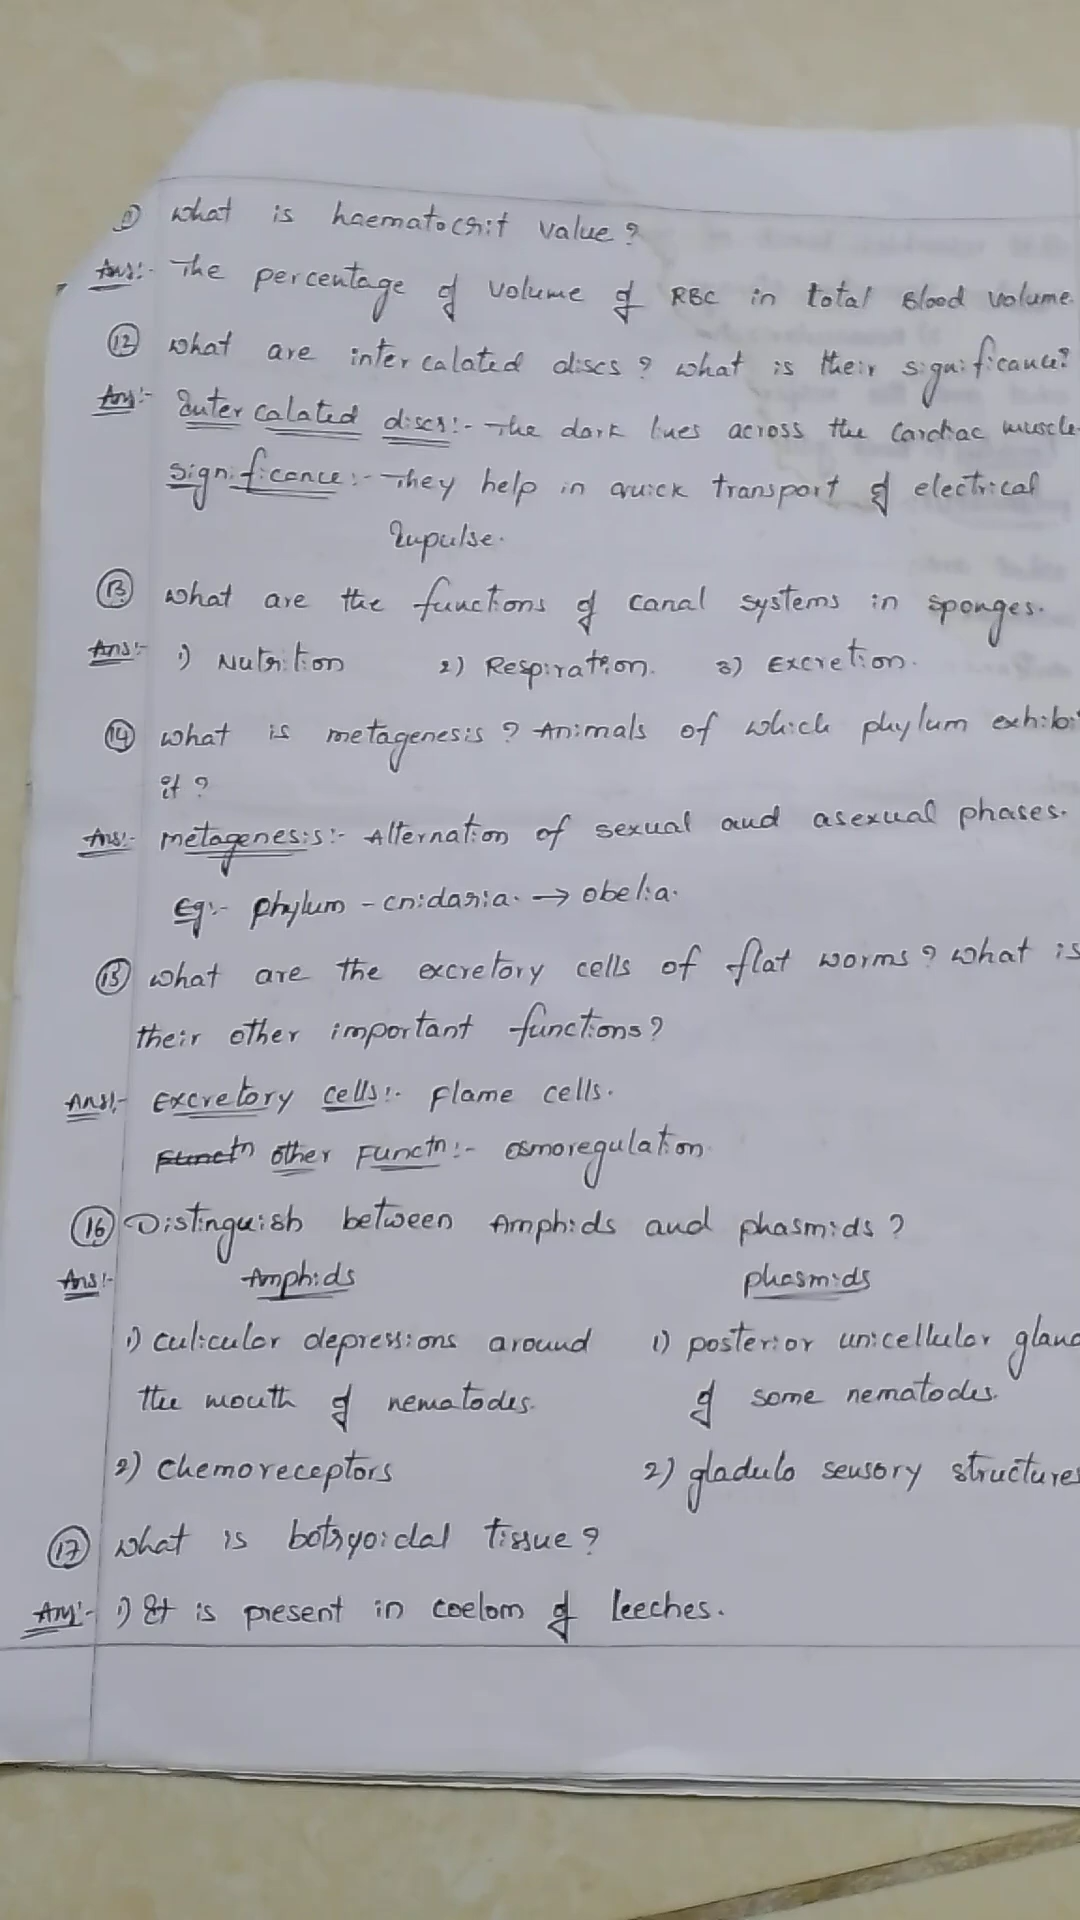 11) what is haematocrit value?
Ans:- The percentage of volume of RBC in total Blood volume.
12 what are intercalated discs? what is their significance?
Ans:- Intercalated discs:- The dark lines across the Cardiac muscle.
Significance:- They help in quick transport of electrical
Impulse.
13 what are the functions of canal systems in sponges.
Ans:- 1) Nutrition 2) Respiration. 3) Excretion.
14 what is metagenesis? Animals of which phylum exhibit
it?
Ans:- Metagenesis:- Alternation of sexual and asexual phases.
Eg:- phylum - cnidaria. → obelia.
15 what are the excretory cells of flat worms? what is
their other important functions?
Ans:- Excretory cells:- Flame cells.
Functn other Functn:- osmoregulation.
16 Distinguish between Amphids and phasmids?
Ans:- Amphids phasmids
1) culicular depressions around 1) posterior unicellular gland
the mouth of nematodes. of some nematodes.
2) chemoreceptors 2) gladulo sensory structures
17 what is botryoidal tissue?
Ans:- 1) It is present in coelom of leeches.